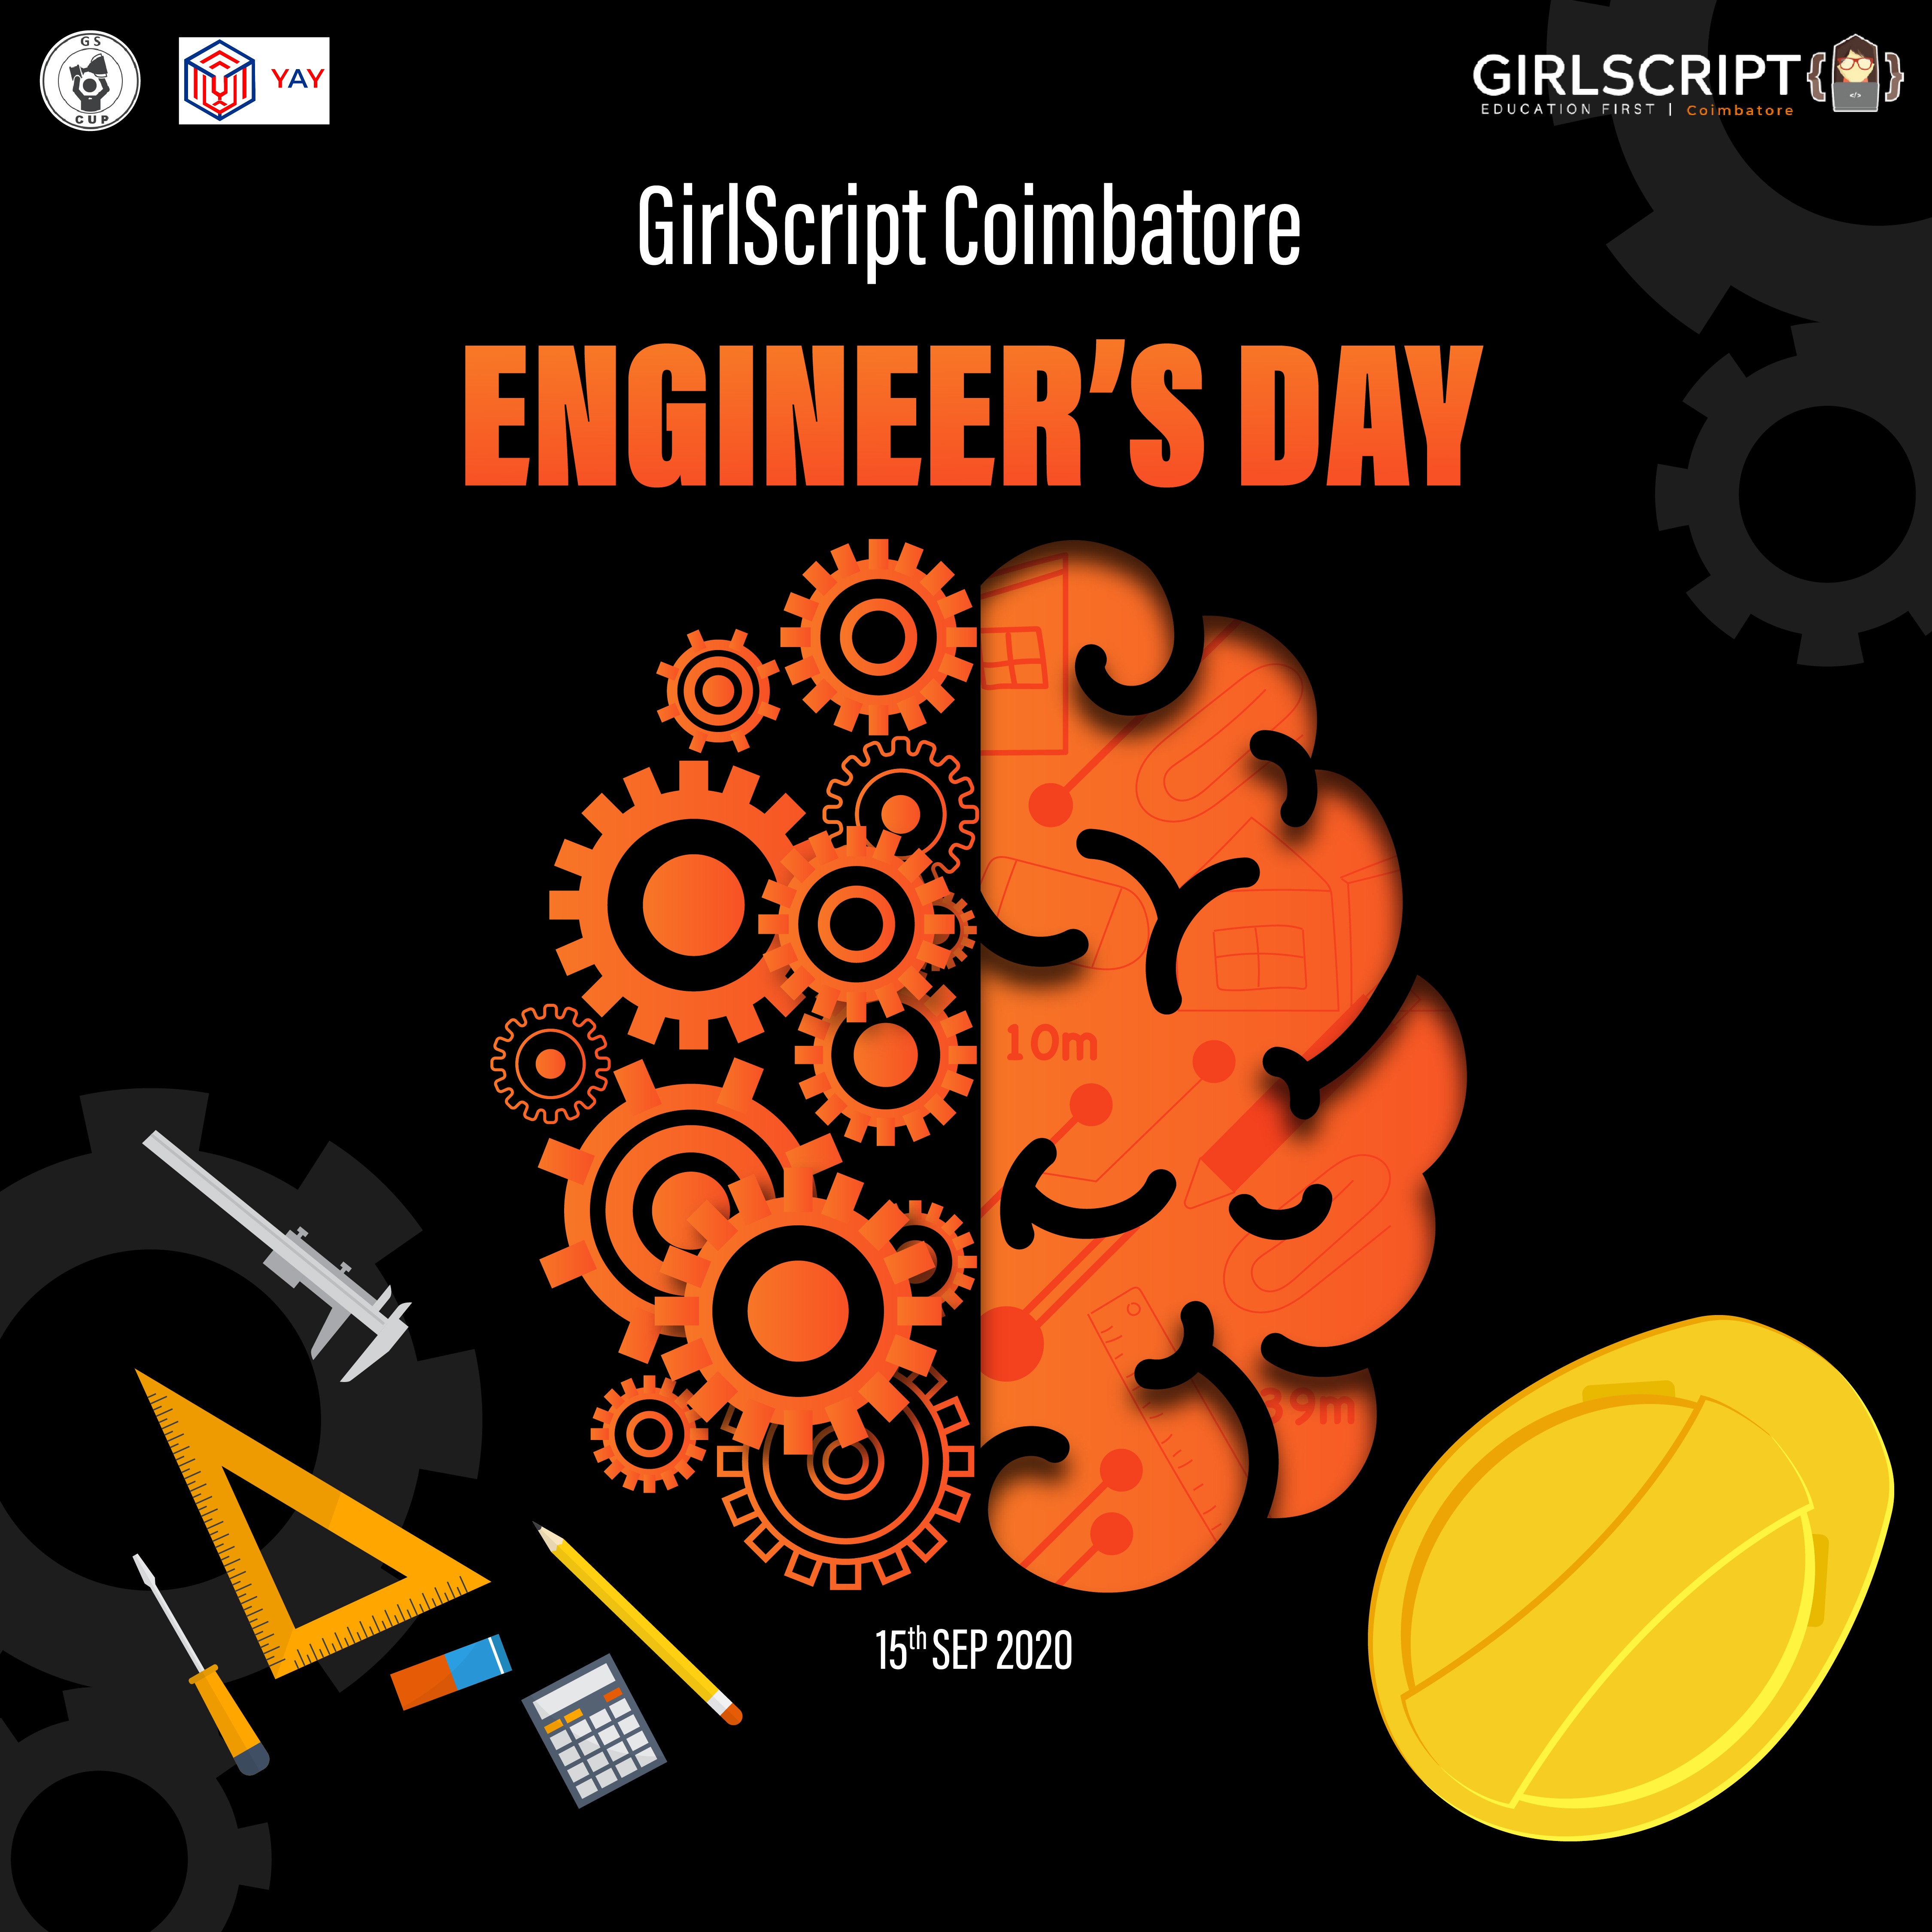 GS
CUP
YAY
GIRLSCRIPT
EDUCATION FIRST | Coimbatore
</>
GirlScript Coimbatore
ENGINEER'S DAY
10m
39m
15th SEP 2020